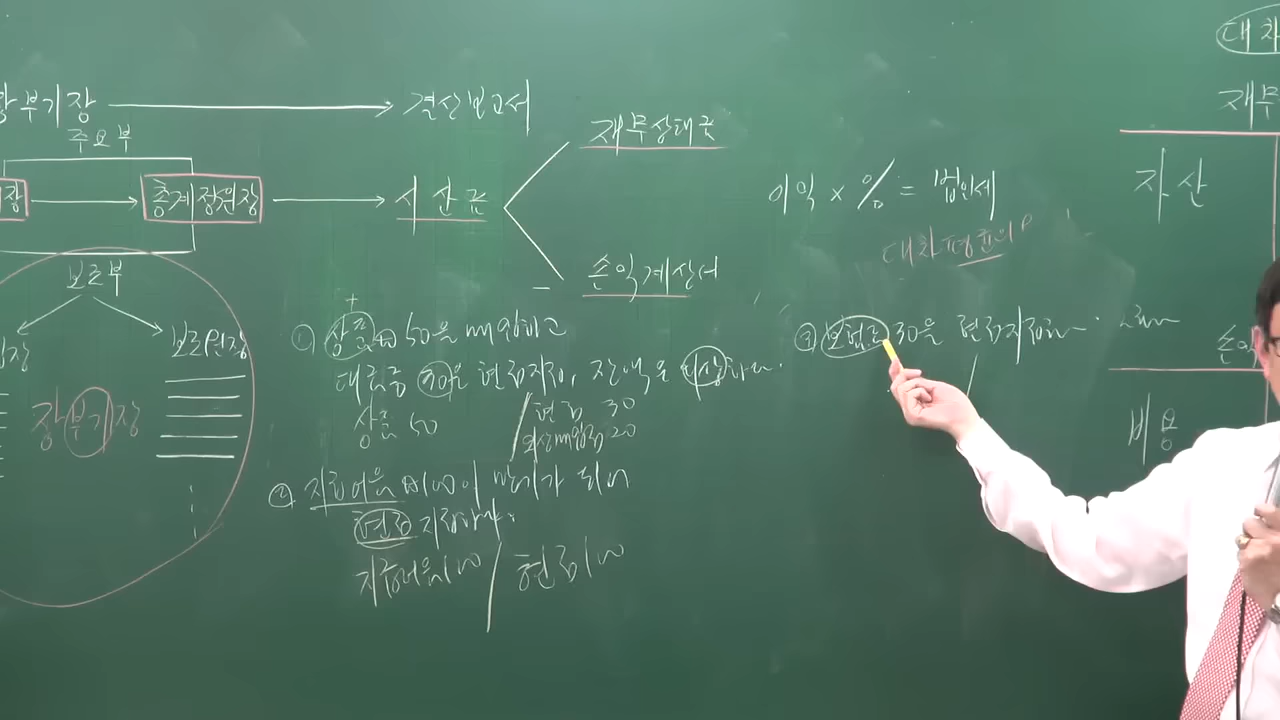 부기장 → 결산보고서
주요부
재무상태표
장 → 총계정원장 → 시산표
손익계산서
보조부
보조원장
장부기장
이익 × % = 법인세
대차평균의
① 상품 50을 매입하고
대금 중 30은 현금지급, 잔액은 외상하다.
상품 50 / 현금 30
외상매입금 20
② 지급어음 100이 만기가 되어
현금 지급하다.
지급어음 100 / 현금 100
③ 보험료 30을 현금지급하다.
/
대차
재무
자산
손익
비용